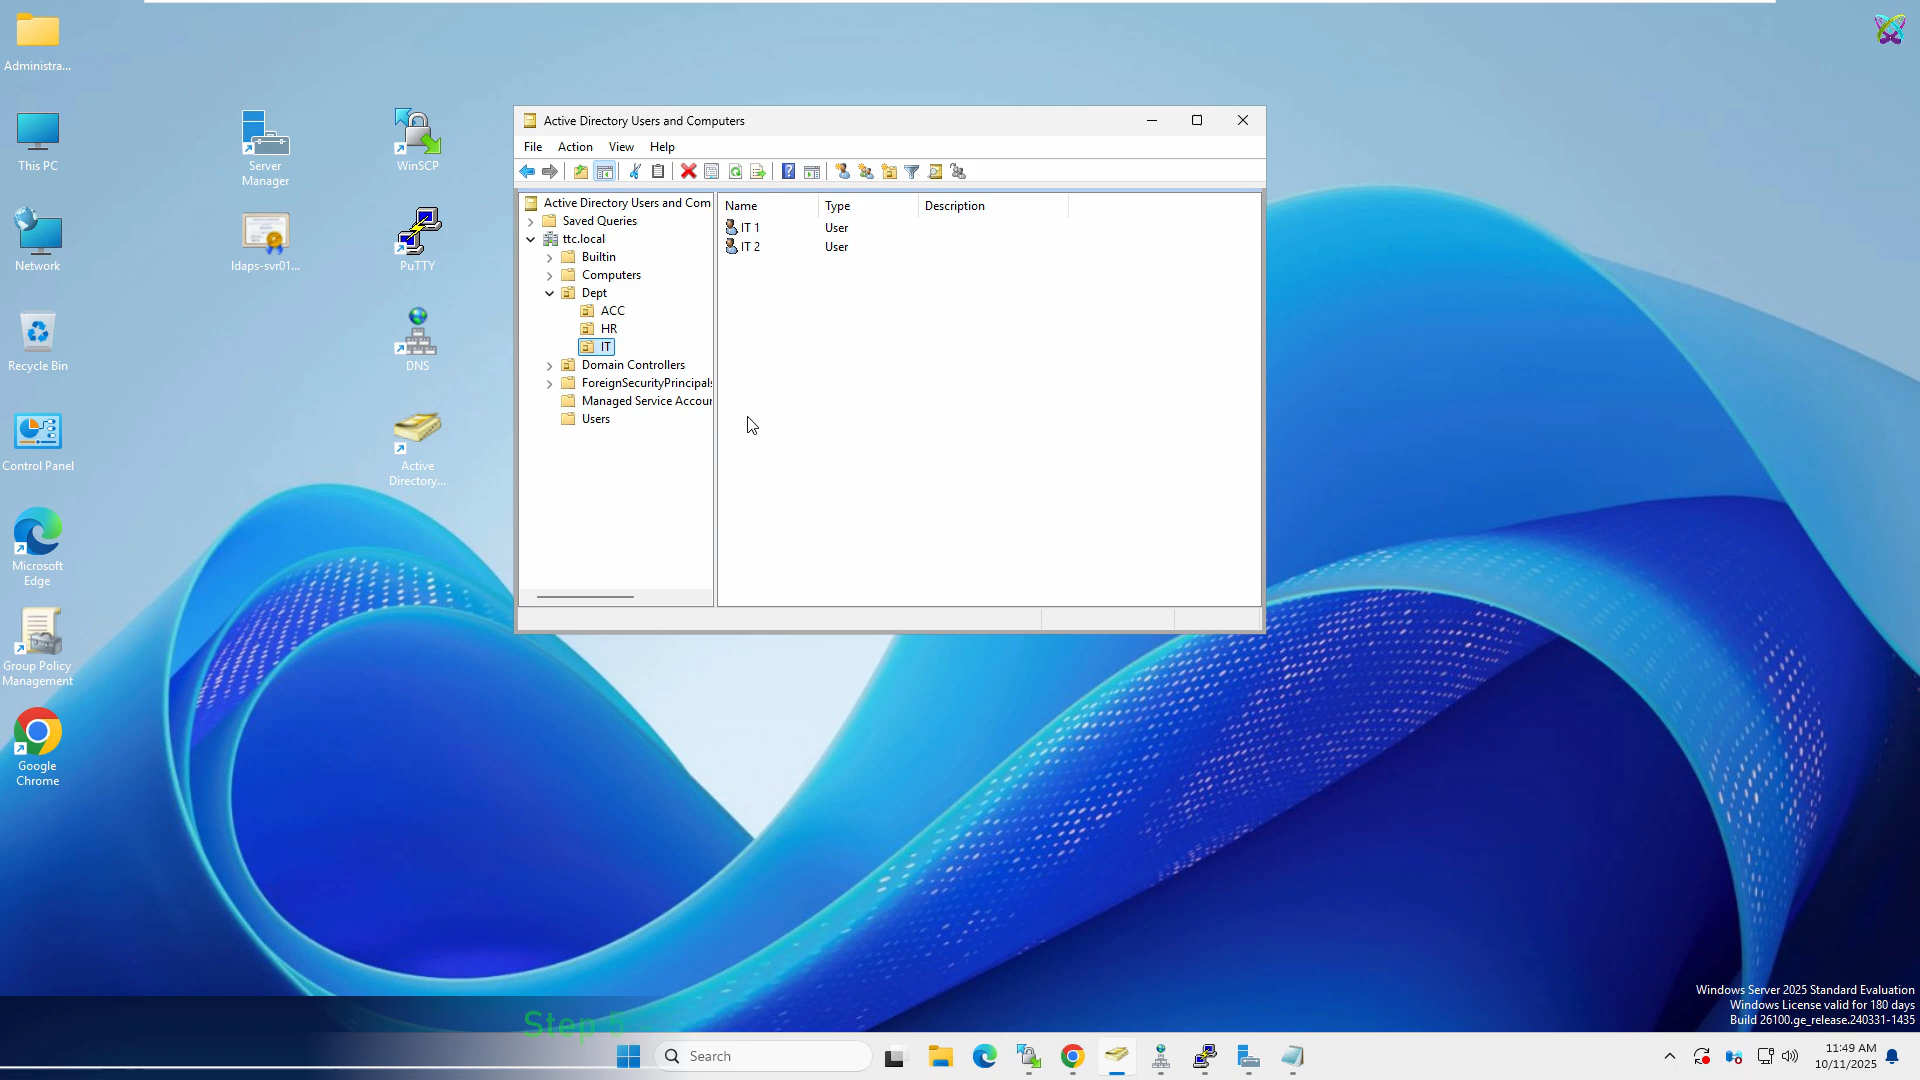 Administra...
This PC
Network
Recycle Bin
Control Panel
Microsoft
Edge
Group Policy
Management
Google
Chrome
Server
Manager
ldaps-svr01...
WinSCP
PuTTY
DNS
Active
Directory...
Active Directory Users and Computers
File Action View Help
Active Directory Users and Com
Saved Queries
ttc.local
Builtin
Computers
Dept
ACC
HR
IT
Domain Controllers
ForeignSecurityPrincipals
Managed Service Accour
Users
Name Type Description
IT 1 User
IT 2 User
Windows Server 2025 Standard Evaluation
Windows License valid for 180 days
Build 26100.ge_release.240331-1435
Step 5
Search
11:49 AM
10/11/2025